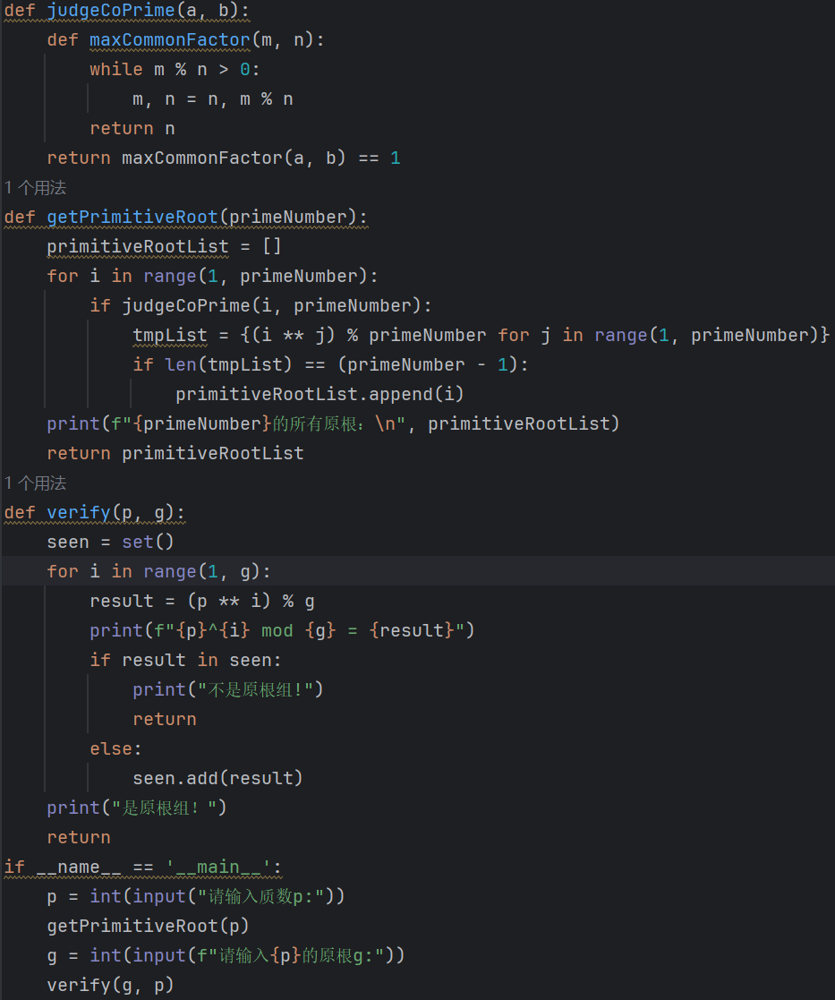 def judgeCoPrime(a, b):
    def maxCommonFactor(m, n):
        while m % n > 0:
            m, n = n, m % n
        return n
    return maxCommonFactor(a, b) == 1
1 个用法
def getPrimitiveRoot(primeNumber):
    primitiveRootList = []
    for i in range(1, primeNumber):
        if judgeCoPrime(i, primeNumber):
            tmpList = {(i ** j) % primeNumber for j in range(1, primeNumber)}
            if len(tmpList) == (primeNumber - 1):
                primitiveRootList.append(i)
    print(f"{primeNumber}的所有原根：\n", primitiveRootList)
    return primitiveRootList
1 个用法
def verify(p, g):
    seen = set()
    for i in range(1, g):
        result = (p ** i) % g
        print(f"{p}^{i} mod {g} = {result}")
        if result in seen:
            print("不是原根组!")
            return
        else:
            seen.add(result)
    print("是原根组！")
    return
if __name__ == '__main__':
    p = int(input("请输入质数p:"))
    getPrimitiveRoot(p)
    g = int(input(f"请输入{p}的原根g:"))
    verify(g, p)